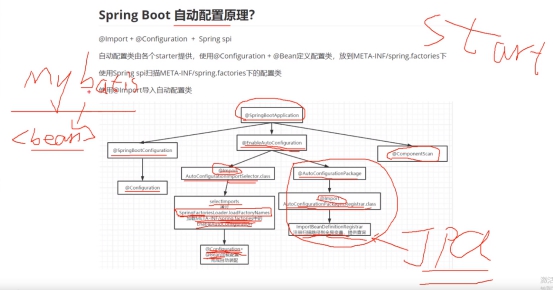 Spring Boot 自动配置原理?
Start
@Import + @Configuration + Spring spi
自动配置类由各个starter提供，使用@Configuration + @Bean定义配置类，放到META-INF/spring.factories下
使用Spring spi扫描META-INF/spring.factories下的配置类
使用@Import导入自动配置类
Mybatis
<bean>
@SpringBootApplication
@SpringBootConfiguration
@EnableAutoConfiguration
@ComponentScan
@Configuration
@Import
AutoConfigurationImportSelector.class
@AutoConfigurationPackage
selectImports
@Import
AutoConfigurationPackages.Registrar.class
SpringFactoriesLoader.loadFactoryNames
ImportBeanDefinitionRegistrar
@Configuration+
JPA